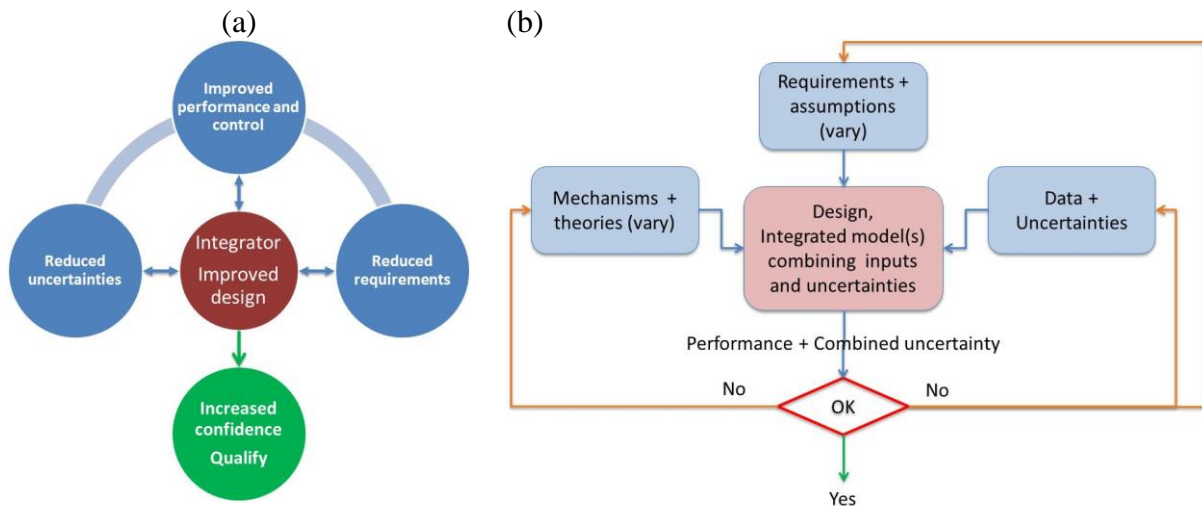 (a)
Improved
performance and
control
Reduced
uncertainties
Integrator
Improved
design
Reduced
requirements
Increased
confidence
Qualify
(b)
Requirements +
assumptions
(vary)
Mechanisms +
theories (vary)
Design,
Integrated model(s)
combining inputs
and uncertainties
Data +
Uncertainties
Performance + Combined uncertainty
No
OK
No
Yes